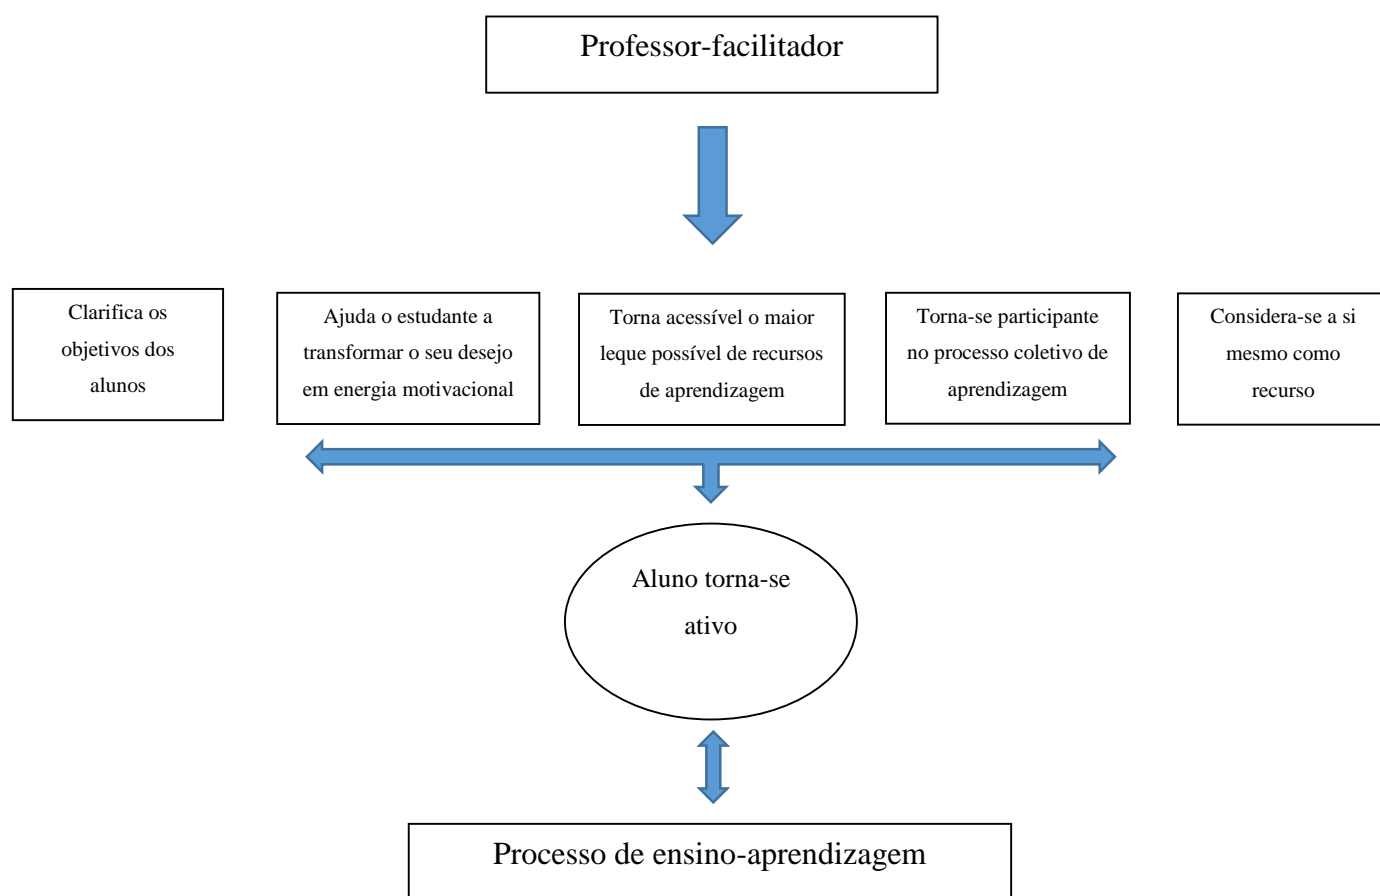 Professor-facilitador
Clarifica os
objetivos dos
alunos
Ajuda o estudante a
transformar o seu desejo
em energia motivacional
Torna acessível o maior
leque possível de recursos
de aprendizagem
Torna-se participante
no processo coletivo de
aprendizagem
Considera-se a si
mesmo como
recurso
Aluno torna-se
ativo
Processo de ensino-aprendizagem